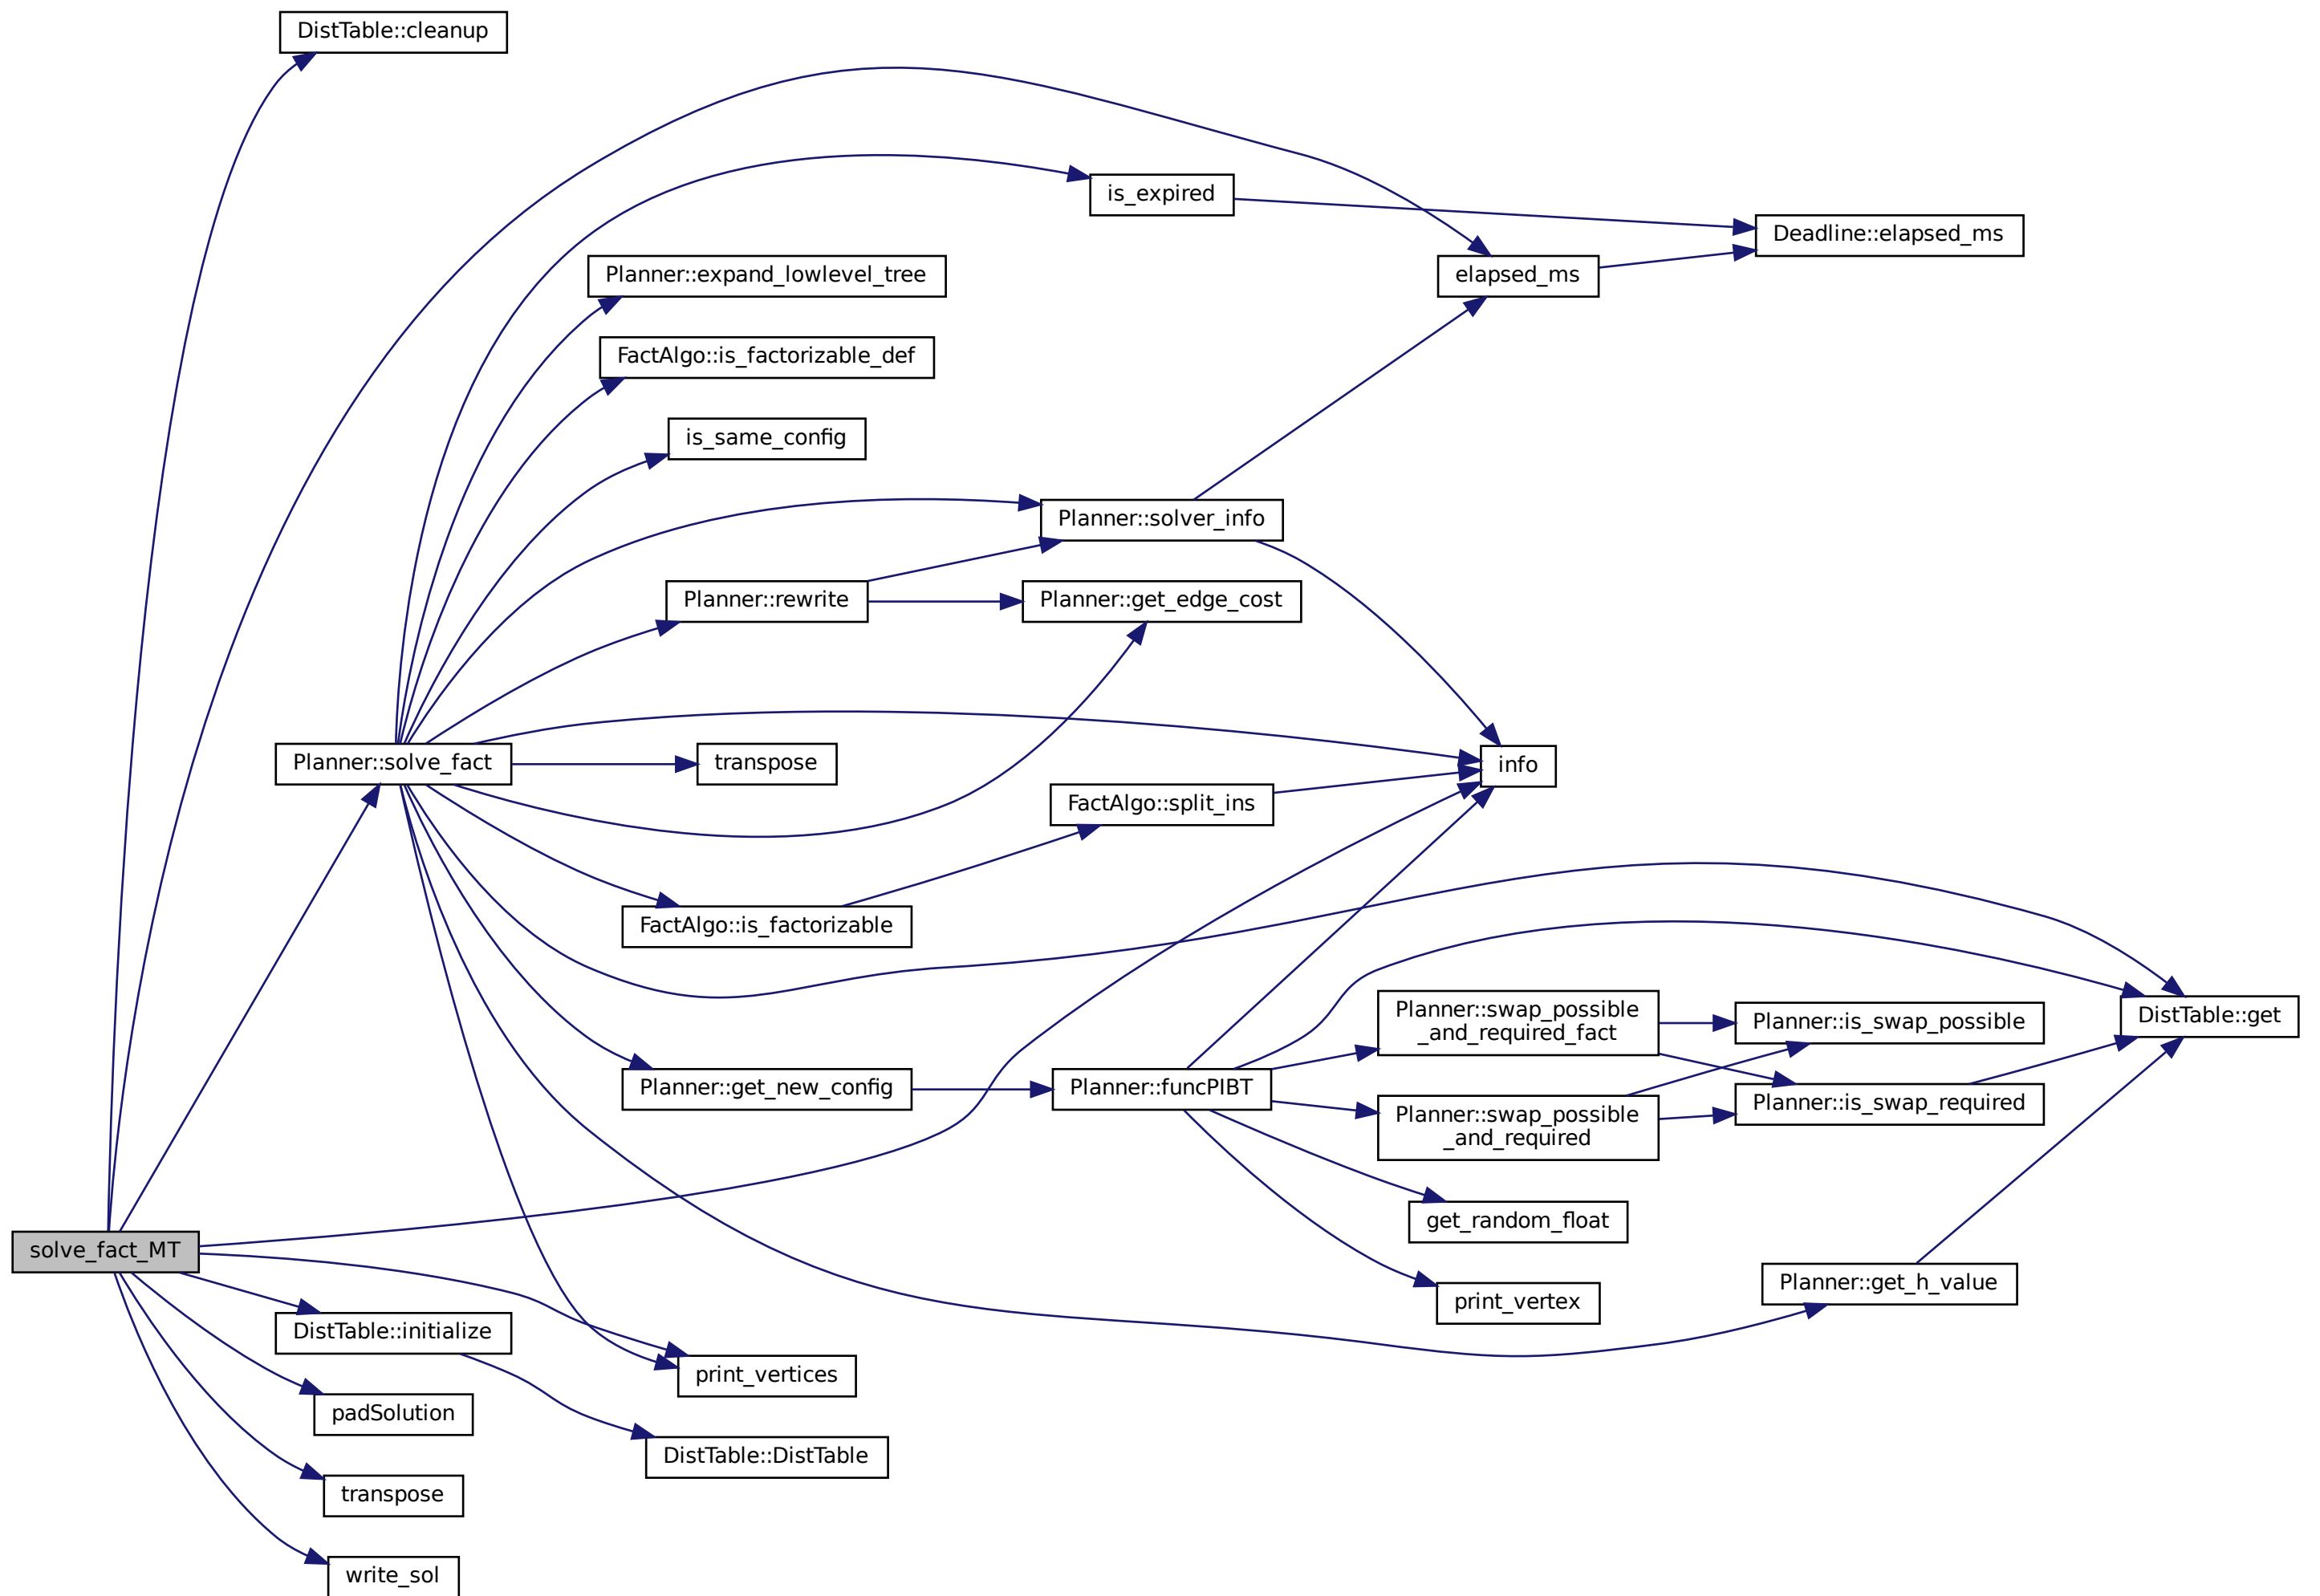 DistTable::cleanup
is_expired
Deadline::elapsed_ms
Planner::expand_lowlevel_tree
elapsed_ms
FactAlgo::is_factorizable_def
is_same_config
Planner::solver_info
Planner::rewrite
Planner::get_edge_cost
Planner::solve_fact
transpose
info
FactAlgo::split_ins
FactAlgo::is_factorizable
Planner::swap_possible
_and_required_fact
Planner::is_swap_possible
DistTable::get
Planner::get_new_config
Planner::funcPIBT
Planner::swap_possible
_and_required
Planner::is_swap_required
get_random_float
solve_fact_MT
Planner::get_h_value
print_vertex
DistTable::initialize
print_vertices
padSolution
DistTable::DistTable
transpose
write_sol